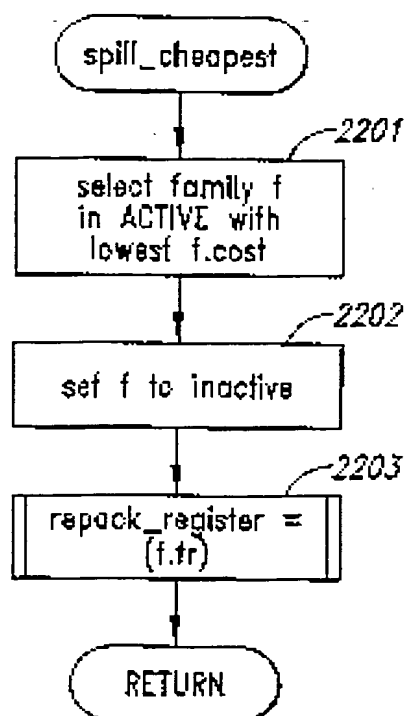 spill_cheapest
2201
select family f
in ACTIVE with
lowest f.cost
2202
set f to inactive
2203
repack_register =
(f.tr)
RETURN